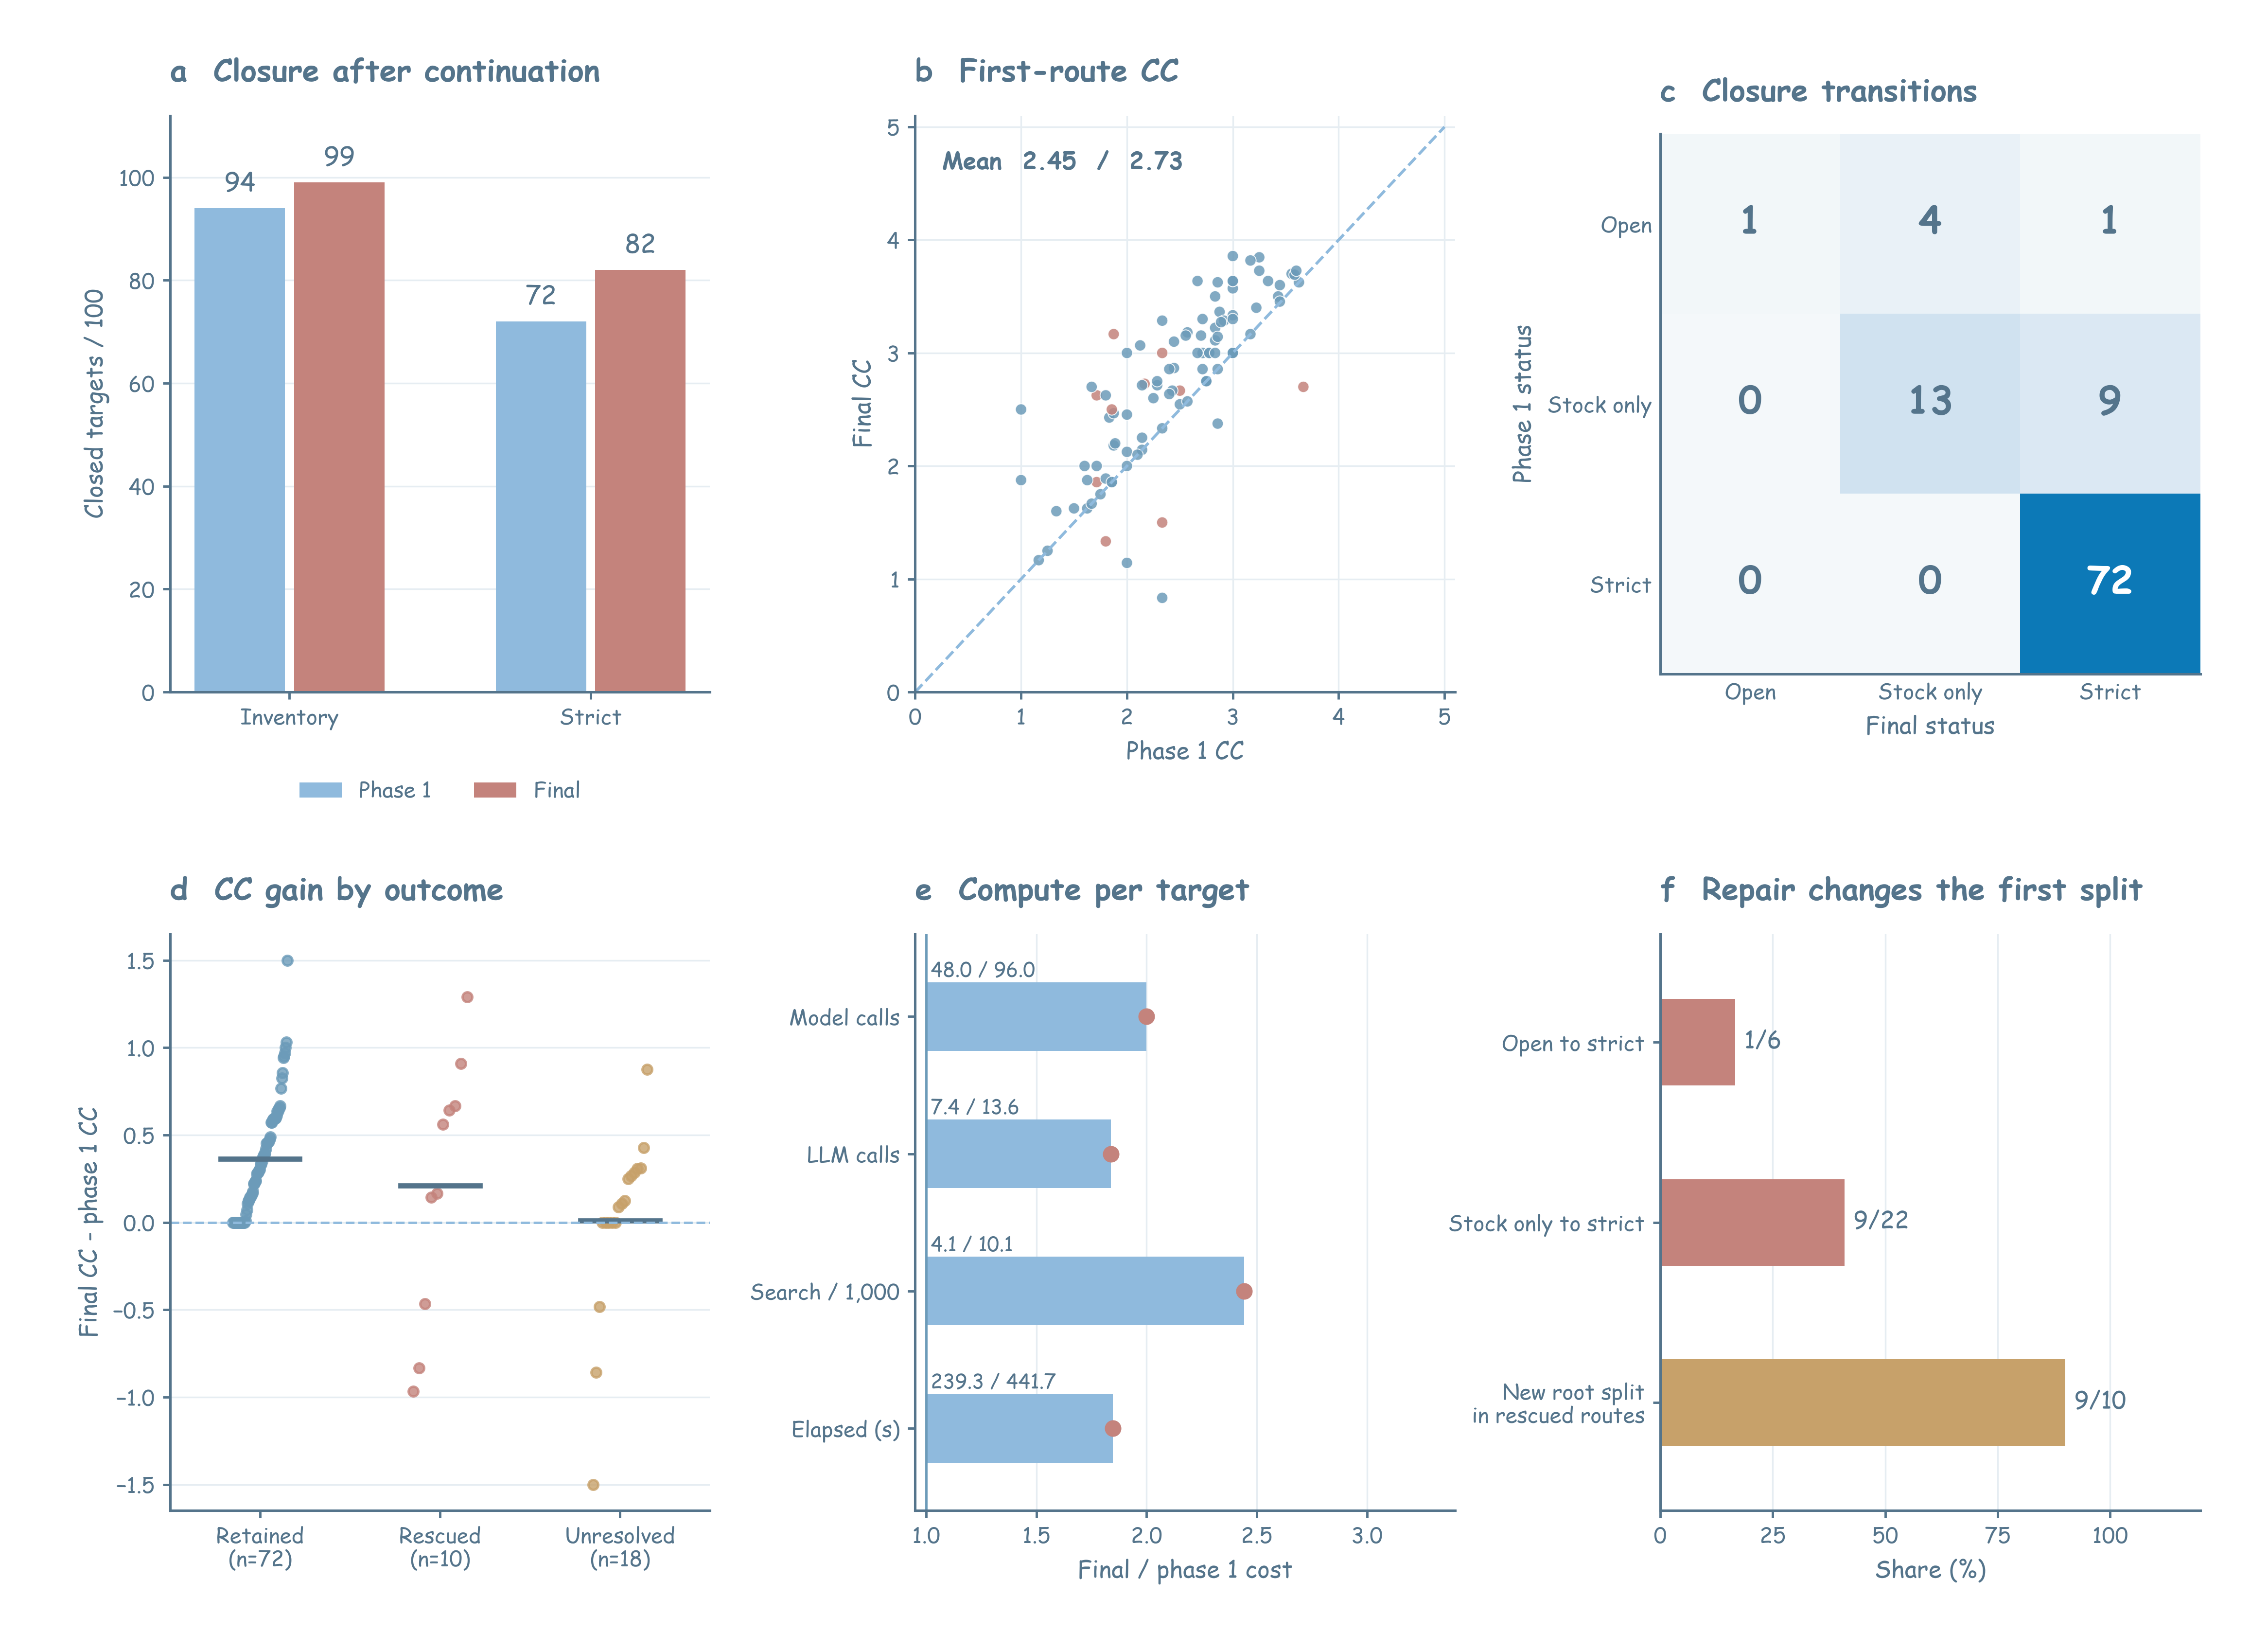 a Closure after continuation
Closed targets / 100
100
80
60
40
20
0
94
99
72
82
Inventory
Strict
Phase 1
Final
b First-route CC
Mean 2.45 / 2.73
Final CC
5
4
3
2
1
0
0 1 2 3 4 5
Phase 1 CC
c Closure transitions
Phase 1 status
Open
1 4 1
Stock only
0 13 9
Strict
0 0 72
Open Stock only Strict
Final status
d CC gain by outcome
Final CC - phase 1 CC
1.5
1.0
0.5
0.0
−0.5
−1.0
−1.5
Retained
(n=72)
Rescued
(n=10)
Unresolved
(n=18)
e Compute per target
48.0 / 96.0
Model calls
7.4 / 13.6
LLM calls
4.1 / 10.1
Search / 1,000
239.3 / 441.7
Elapsed (s)
1.0 1.5 2.0 2.5 3.0
Final / phase 1 cost
f Repair changes the first split
Open to strict
1/6
Stock only to strict
9/22
New root split
in rescued routes
9/10
0 25 50 75 100
Share (%)